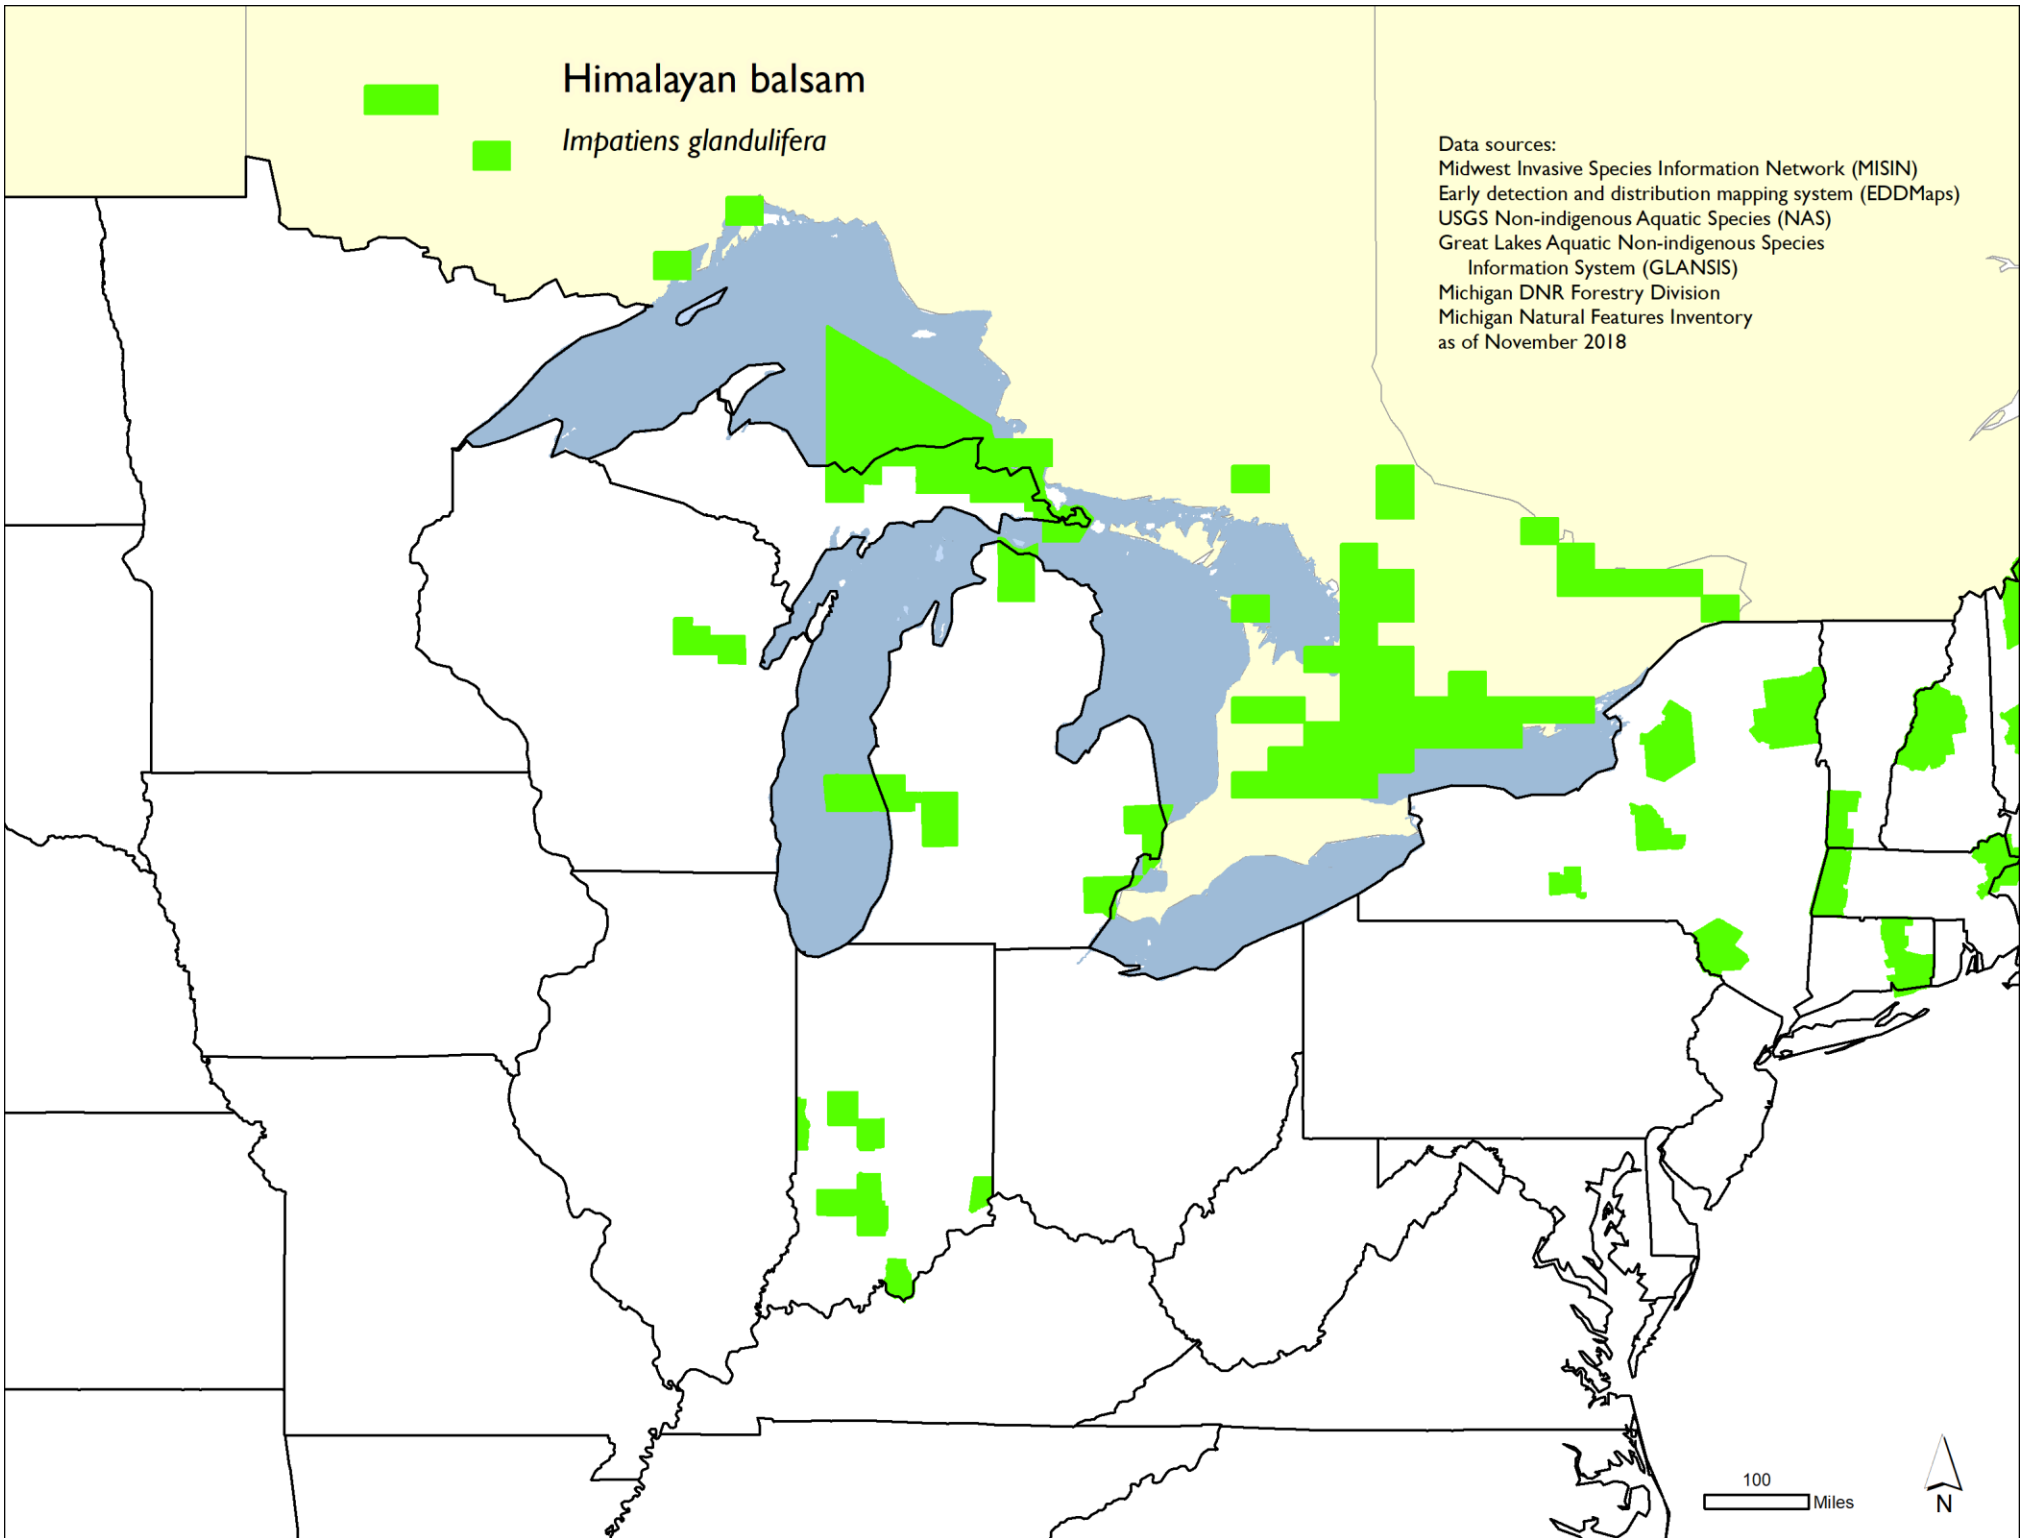 Himalayan balsam
Impatiens glandulifera
Data sources:
Midwest Invasive Species Information Network (MISIN)
Early detection and distribution mapping system (EDDMaps)
USGS Non-indigenous Aquatic Species (NAS)
Great Lakes Aquatic Non-indigenous Species
Information System (GLANSIS)
Michigan DNR Forestry Division
Michigan Natural Features Inventory
as of November 2018
100
Miles
N